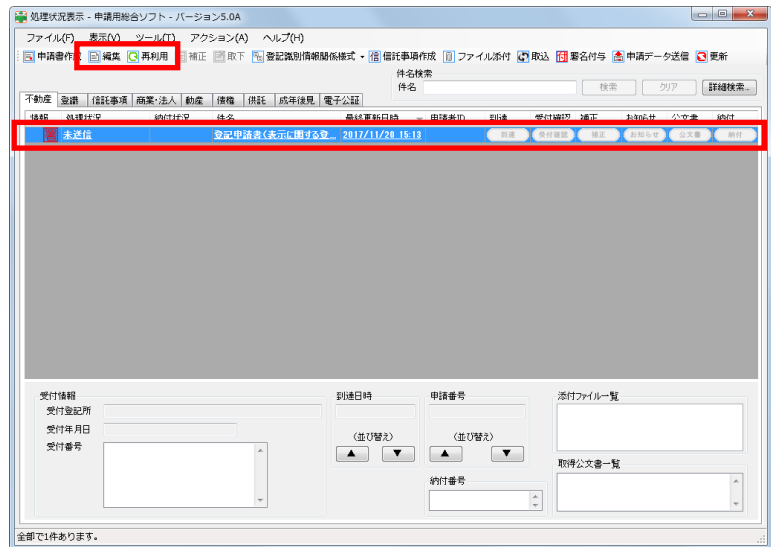 処理状況表示 - 申請用総合ソフト - バージョン5.0A
ファイル(F) 表示(V) ツール(T) アクション(A) ヘルプ(H)
申請書作成 編集 再利用 補正 取下 登記識別情報関係様式 信託事項作成 ファイル添付 取込 署名付与 申請データ送信 更新
件名検索
件名 検索 クリア 詳細検索...
不動産 登識 信託事項 商業・法人 動産 債権 供託 成年後見 電子公証
情報 処理状況 納付状況 件名 最終更新日時 申請者ID 到達 受付確認 補正 お知らせ 公文書 納付
未送信 登記申請書(表示に関する登... 2017/11/20 15:13 到達 受付確認 補正 お知らせ 公文書 納付
受付情報 到達日時 申請番号 添付ファイル一覧
受付登記所
受付年月日
受付番号 (並び替え) (並び替え)
▲ ▼ ▲ ▼
取得公文書一覧
納付番号
全部で1件あります。